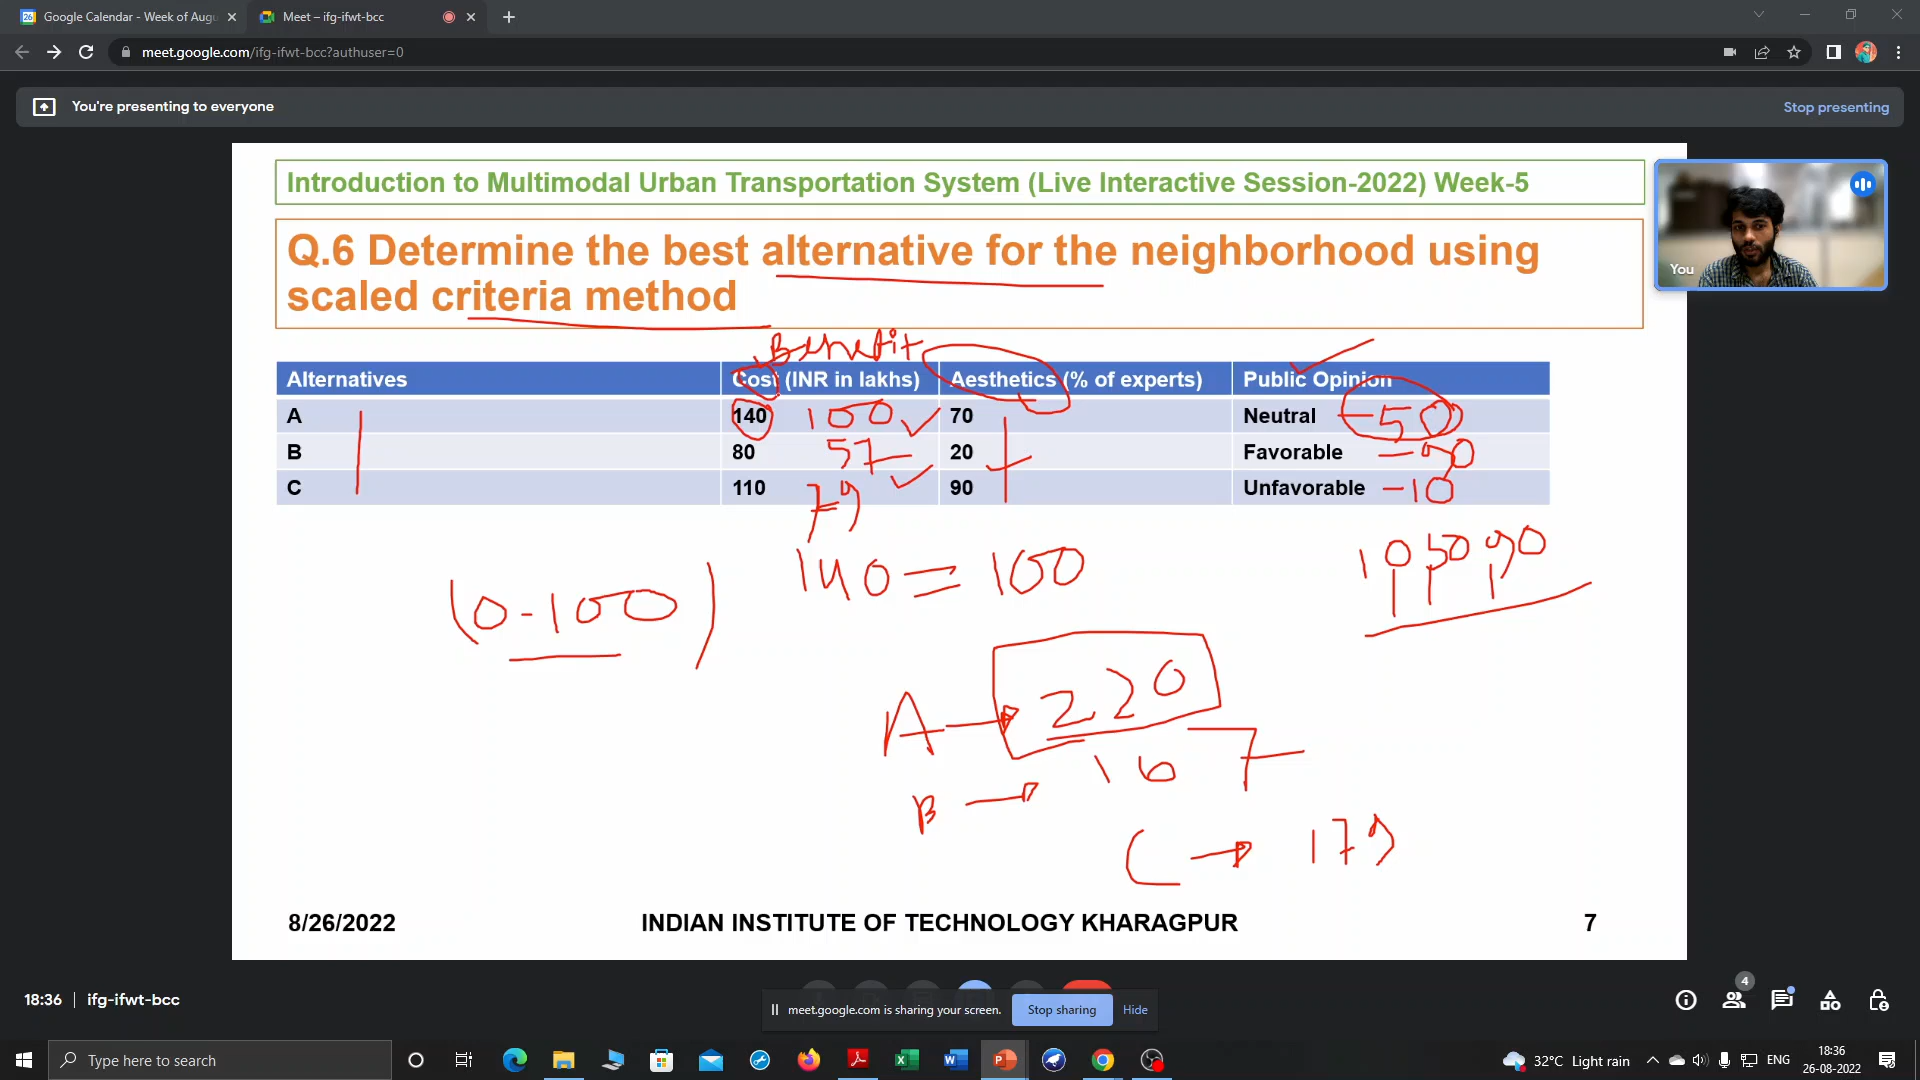 Google Calendar - Week of Augu
Meet – ifg-ifwt-bcc
meet.google.com/ifg-ifwt-bcc?authuser=0
You're presenting to everyone
Stop presenting
Introduction to Multimodal Urban Transportation System (Live Interactive Session-2022) Week-5
Q.6 Determine the best alternative for the neighborhood using
scaled criteria method
You
Benefit
Alternatives Cost (INR in lakhs) Aesthetics (% of experts) Public Opinion
A 140 100 70 Neutral - 50
B 80 57 20 Favorable - 90
C 110 79 90 Unfavorable - 10
(0-100)
140 = 100
10 50 90
A → 220
B → 167
C → 179
8/26/2022 INDIAN INSTITUTE OF TECHNOLOGY KHARAGPUR 7
18:36 | ifg-ifwt-bcc
4
meet.google.com is sharing your screen. Stop sharing Hide
Type here to search
32°C Light rain
ENG
18:36
26-08-2022